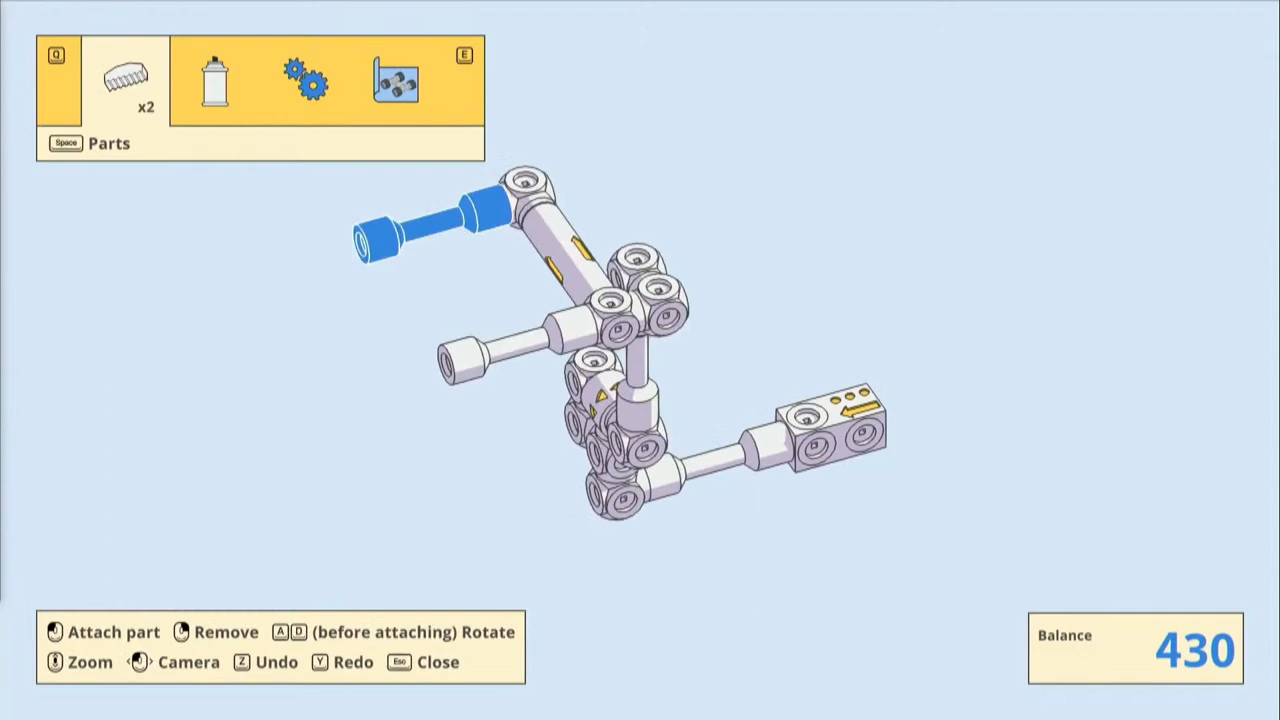 Q
E
x2
Space Parts
Attach part Remove A D (before attaching) Rotate
Zoom Camera Z Undo Y Redo Esc Close
Balance 430